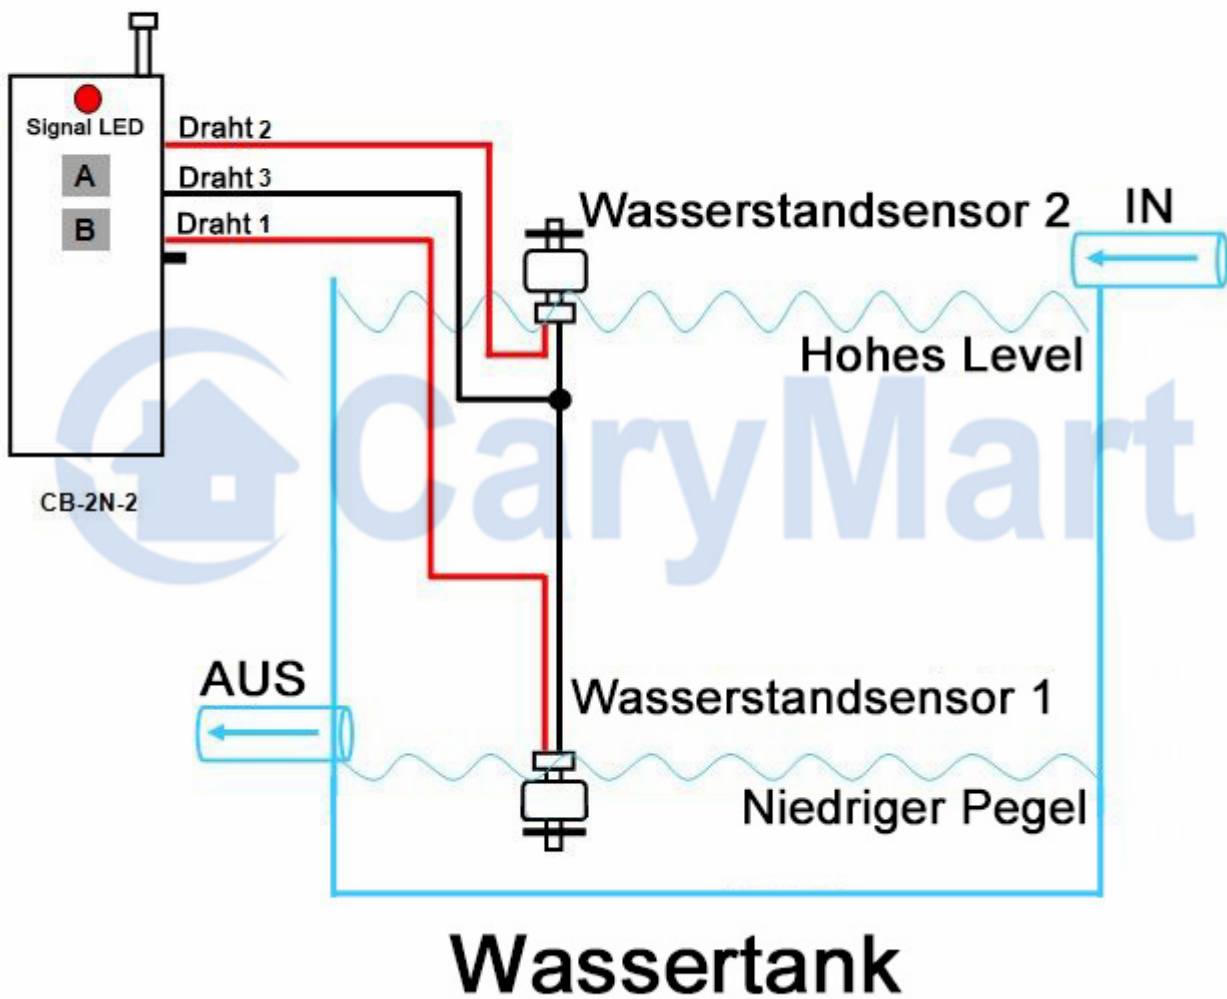 Signal LED
Draht 2
A
Draht 3
B
Draht 1
Wasserstandsensor 2
IN
Hohes Level
CaryMart
CB-2N-2
AUS
Wasserstandsensor 1
Niedriger Pegel
Wassertank